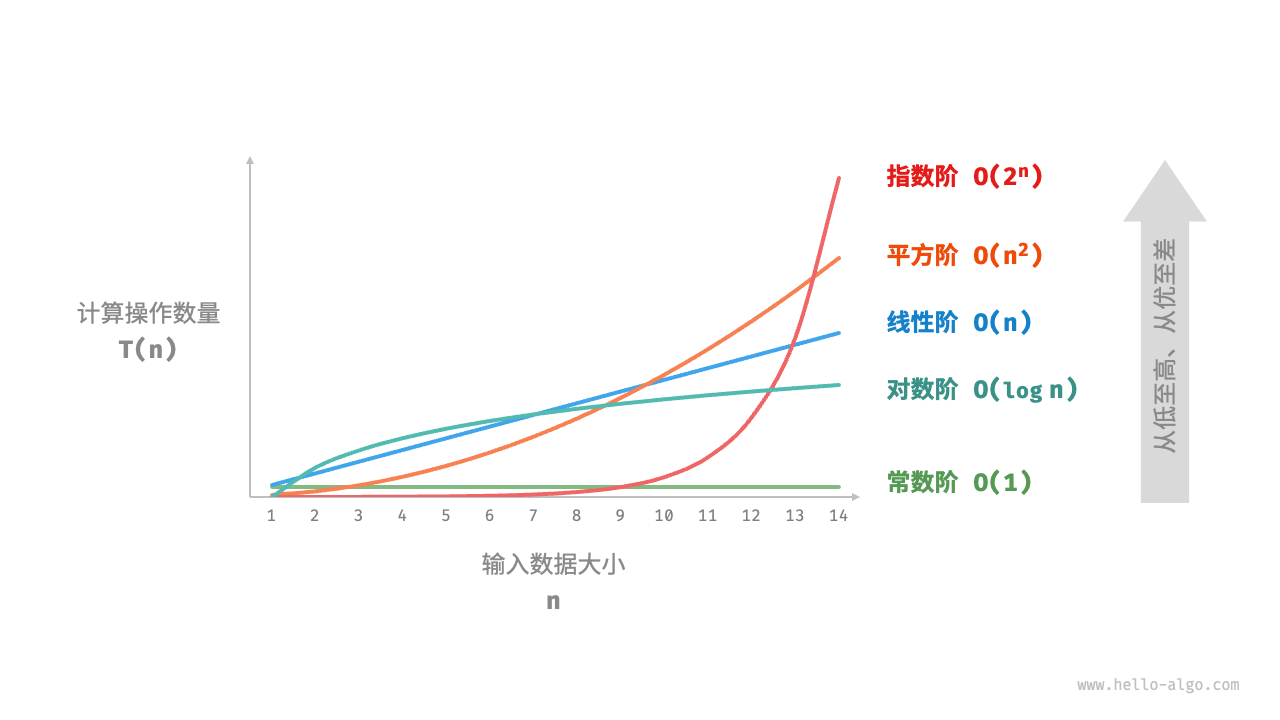 指数阶 O(2ⁿ)
平方阶 O(n²)
计算操作数量
T(n)
线性阶 O(n)
对数阶 O(log n)
常数阶 O(1)
从低至高、从优至差
1 2 3 4 5 6 7 8 9 10 11 12 13 14
输入数据大小
n
www.hello-algo.com